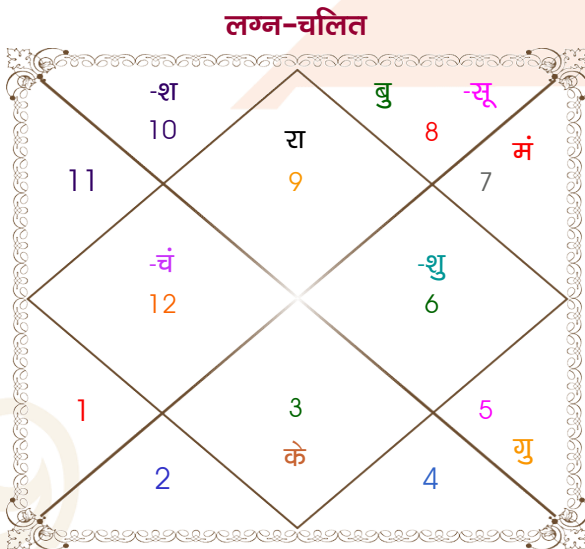 लग्न-चलित
-श बु -सू
10 रा 8 मं
11 9 7
-चं -शु
12 6
1 3 5
के गु
2 4